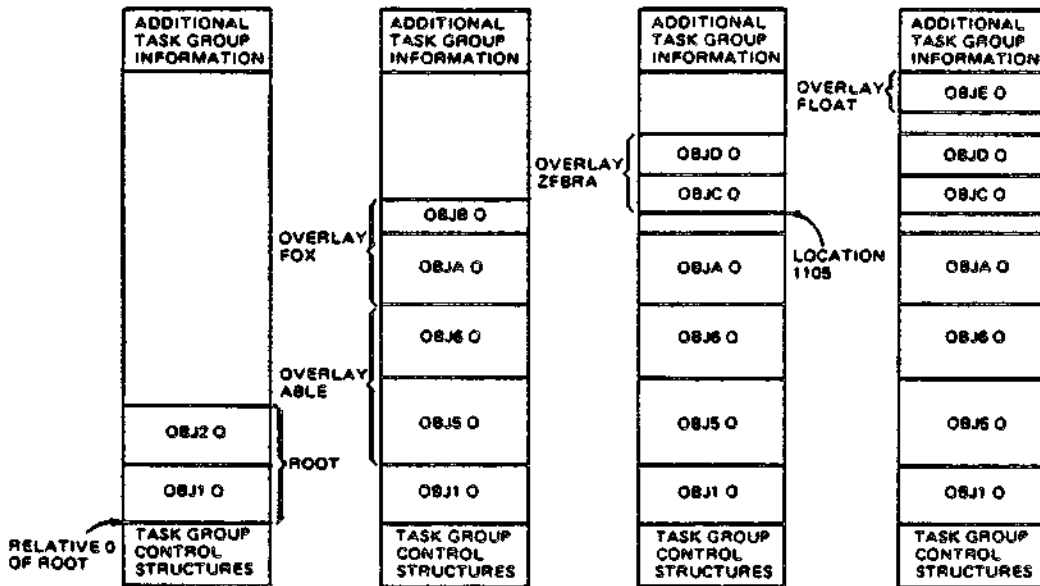 ADDITIONAL
TASK GROUP
INFORMATION
OBJ2 O
OBJ1 O
ROOT
RELATIVE 0
OF ROOT
TASK GROUP
CONTROL
STRUCTURES
ADDITIONAL
TASK GROUP
INFORMATION
OVERLAY
FOX
OBJB O
OBJA O
OVERLAY
ABLE
OBJ6 O
OBJ5 O
OBJ1 O
TASK GROUP
CONTROL
STRUCTURES
ADDITIONAL
TASK GROUP
INFORMATION
OVERLAY
ZEBRA
OBJD O
OBJC O
LOCATION
1105
OBJA O
OBJ6 O
OBJ5 O
OBJ1 O
TASK GROUP
CONTROL
STRUCTURES
ADDITIONAL
TASK GROUP
INFORMATION
OVERLAY
FLOAT
OBJE O
OBJD O
OBJC O
OBJA O
OBJ6 O
OBJ5 O
OBJ1 O
TASK GROUP
CONTROL
STRUCTURES